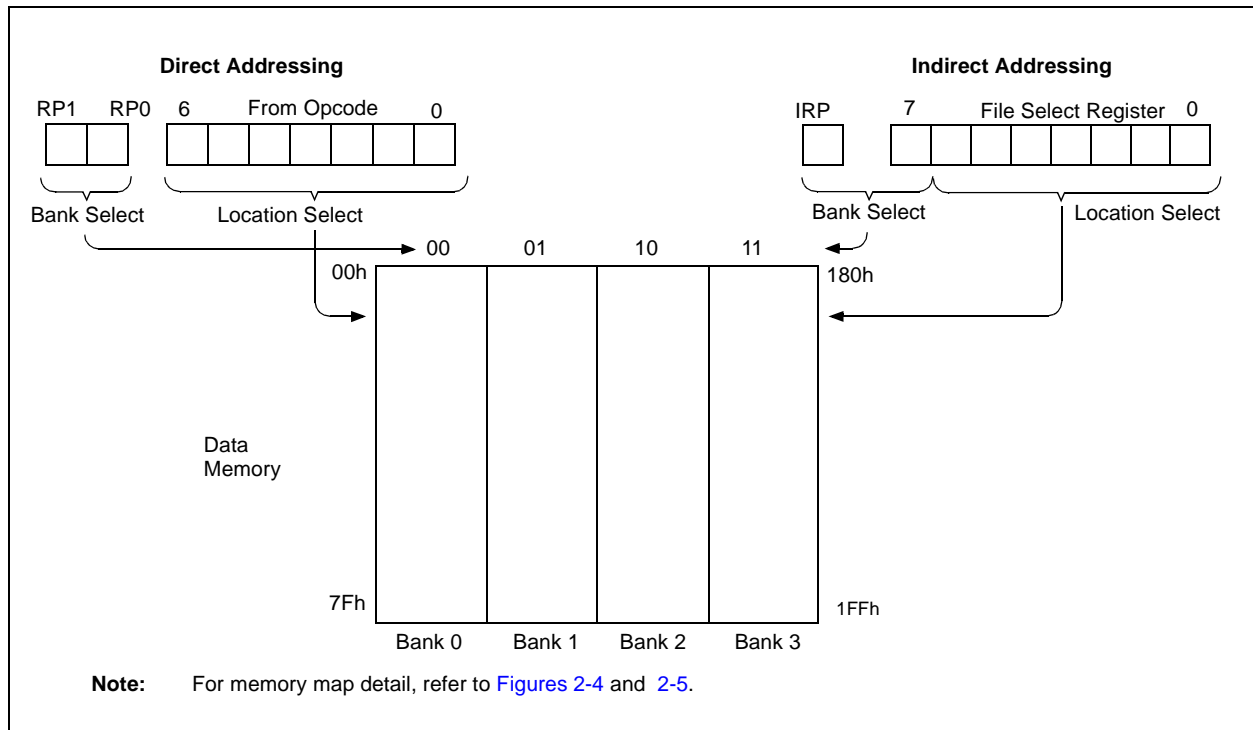 Direct Addressing
Indirect Addressing
RP1 RP0 6 From Opcode 0
IRP 7 File Select Register 0
Bank Select Location Select
Bank Select Location Select
00 01 10 11
00h 180h
Data
Memory
7Fh 1FFh
Bank 0 Bank 1 Bank 2 Bank 3
Note: For memory map detail, refer to Figures 2-4 and 2-5.